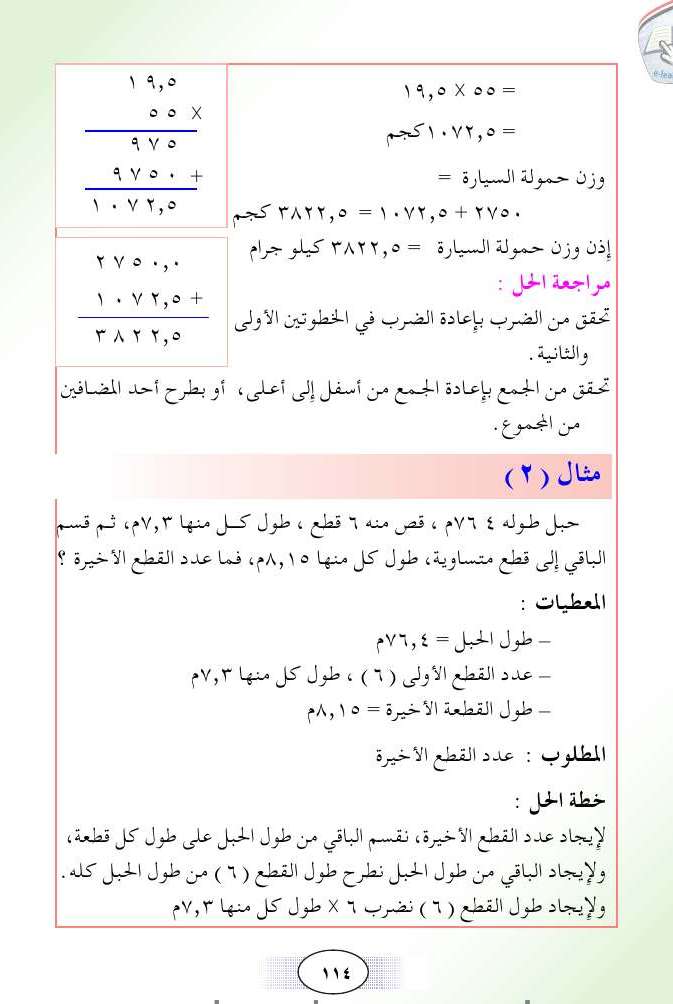 = ٥٥ × ١٩,٥
= ١٠٧٢,٥ كجم
وزن حمولة السيارة =
٢٧٥٠ + ١٠٧٢,٥ = ٣٨٢٢,٥ كجم
إذن وزن حمولة السيارة = ٣٨٢٢,٥ كيلو جرام
١٩,٥
× ٥٥
٩٧٥
+ ٩٧٥٠
١٠٧٢,٥
٢٧٥٠,٠
+ ١٠٧٢,٥
٣٨٢٢,٥
مراجعة الحل :
تحقق من الضرب بإعادة الضرب في الخطوتين الأولى
والثانية .
تحقق من الجمع بإعادة الجمع من أسفل إلى أعلى، أو بطرح أحد المضافين
من المجموع .
مثال ( ٢ )
حبل طوله ٧٦ ٤م ، قص منه ٦ قطع ، طول كل منها ٧,٣م، ثم قسم
الباقي إلى قطع متساوية، طول كل منها ٨,١٥م، فما عدد القطع الأخيرة ؟
المعطيات :
– طول الحبل = ٧٦,٤م
– عدد القطع الأولى ( ٦ ) ، طول كل منها ٧,٣م
– طول القطعة الأخيرة = ٨,١٥م
المطلوب : عدد القطع الأخيرة
خطة الحل :
لإيجاد عدد القطع الأخيرة، نقسم الباقي من طول الحبل على طول كل قطعة،
ولإيجاد الباقي من طول الحبل نطرح طول القطع ( ٦ ) من طول الحبل كله .
ولإيجاد طول القطع ( ٦ ) نضرب ٦ × طول كل منها ٧,٣م
١١٤